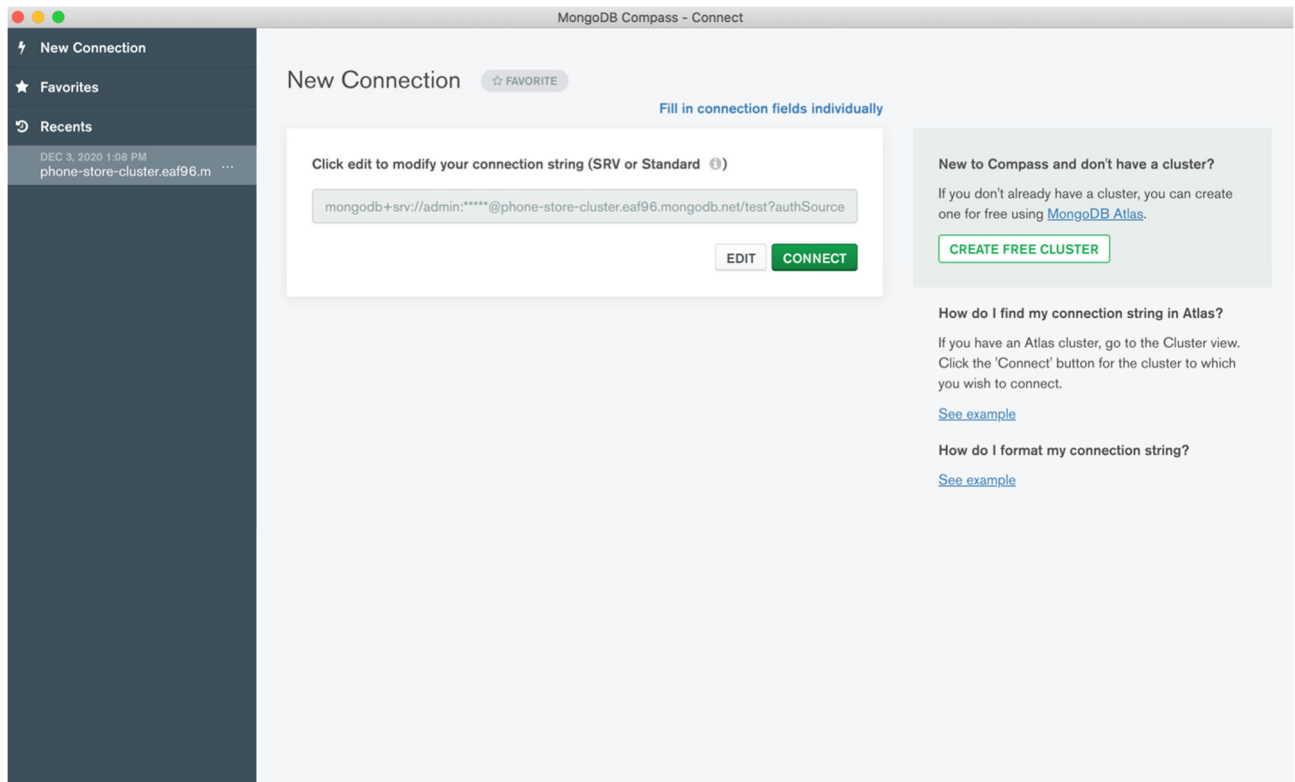 MongoDB Compass - Connect
New Connection
Favorites
Recents
DEC 3, 2020 1:08 PM
phone-store-cluster.eaf96.m ...
New Connection
FAVORITE
Fill in connection fields individually
Click edit to modify your connection string (SRV or Standard i)
mongodb+srv://admin:*****@phone-store-cluster.eaf96.mongodb.net/test?authSource
EDIT
CONNECT
New to Compass and don't have a cluster?
If you don't already have a cluster, you can create
one for free using MongoDB Atlas.
CREATE FREE CLUSTER
How do I find my connection string in Atlas?
If you have an Atlas cluster, go to the Cluster view.
Click the 'Connect' button for the cluster to which
you wish to connect.
See example
How do I format my connection string?
See example